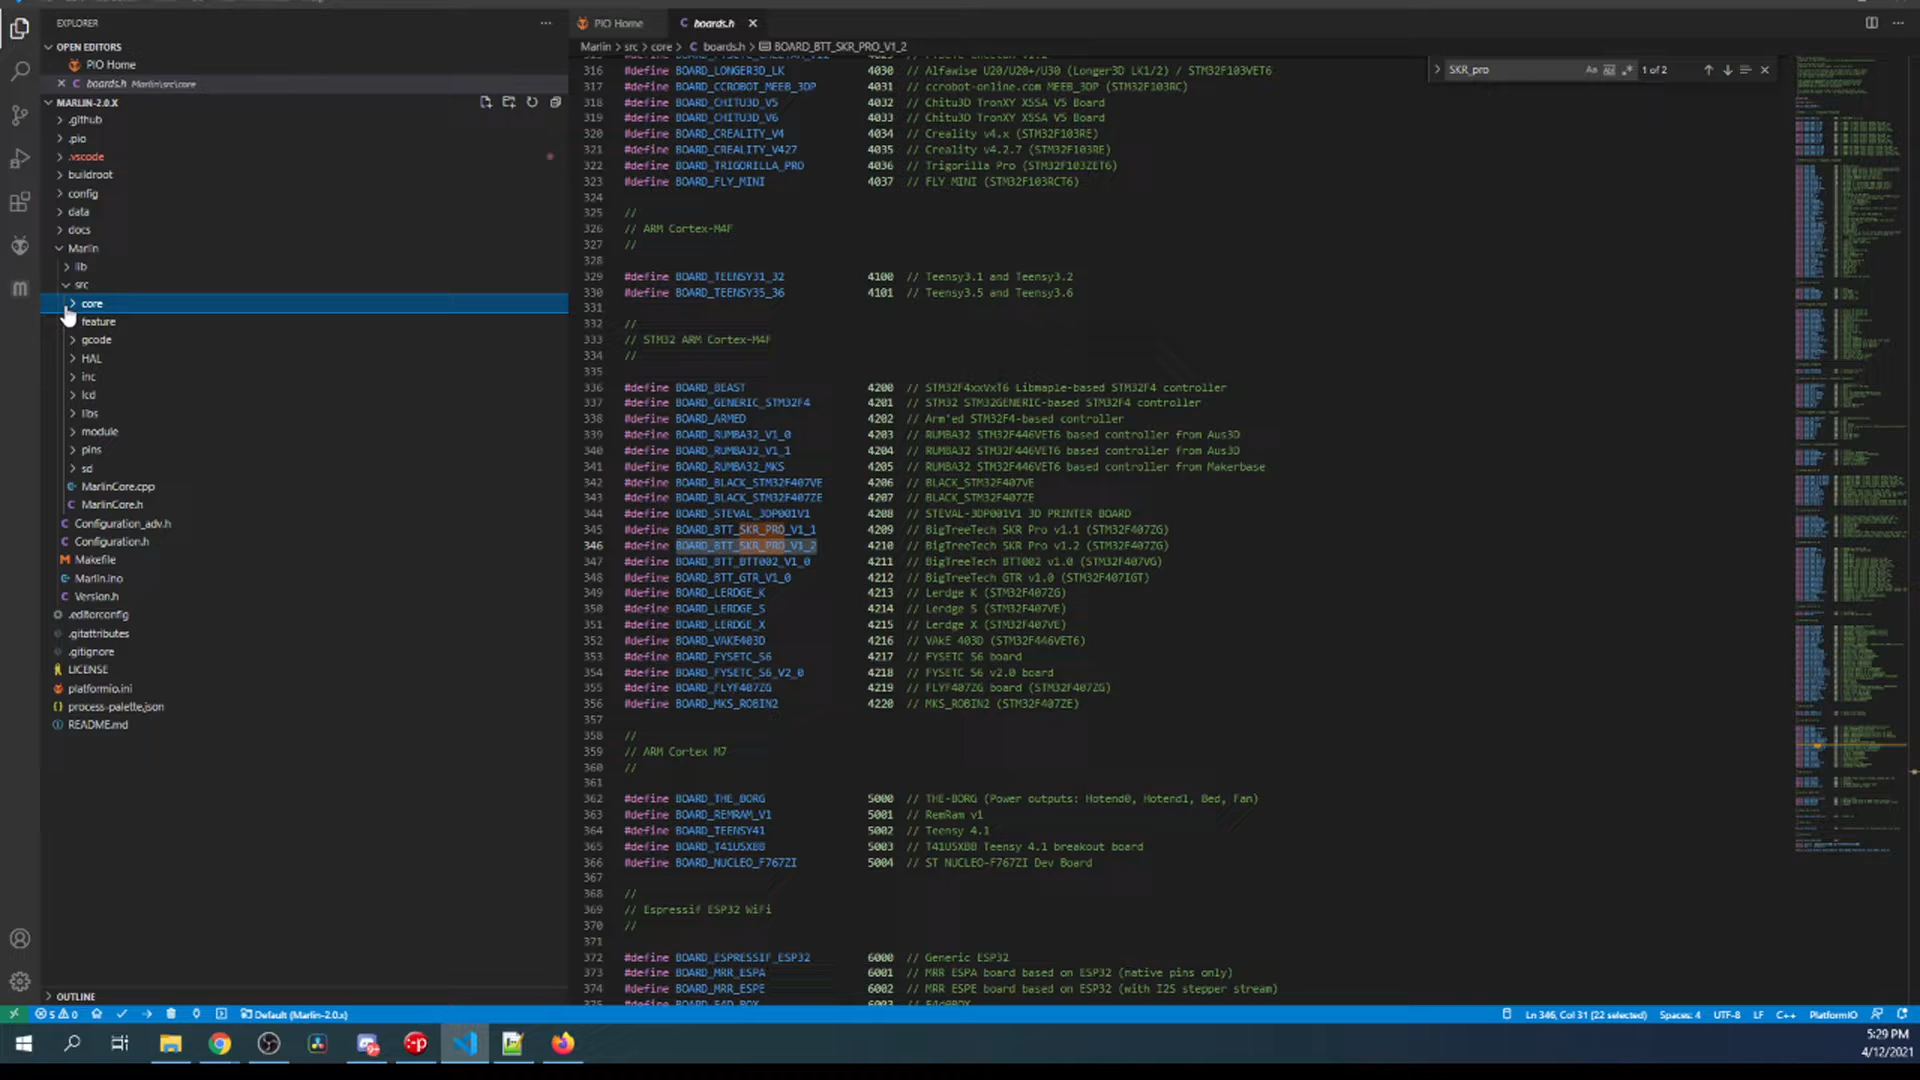 EXPLORER
OPEN EDITORS
PIO Home
boards.h Marlin\src\core
MARLIN-2.0.X
.github
.pio
.vscode
buildroot
config
data
docs
Marlin
lib
src
core
feature
gcode
HAL
inc
lcd
libs
module
pins
sd
MarlinCore.cpp
MarlinCore.h
Configuration_adv.h
Configuration.h
Makefile
Marlin.ino
Version.h
.editorconfig
.gitattributes
.gitignore
LICENSE
platformio.ini
process-palette.json
README.md
OUTLINE
PIO Home boards.h
Marlin > src > core > boards.h > BOARD_BTT_SKR_PRO_V1_2
SKR_pro 1 of 2
316 #define BOARD_LONGER3D_LK 4030 // Alfawise U20/U20+/U30 (Longer3D LK1/2) / STM32F103VET6
317 #define BOARD_CCROBOT_MEEB_3DP 4031 // ccrobot-online.com MEEB_3DP (STM32F103RC)
318 #define BOARD_CHITU3D_V5 4032 // Chitu3D TronXY X5SA V5 Board
319 #define BOARD_CHITU3D_V6 4033 // Chitu3D TronXY X5SA V5 Board
320 #define BOARD_CREALITY_V4 4034 // Creality v4.x (STM32F103RE)
321 #define BOARD_CREALITY_V427 4035 // Creality v4.2.7 (STM32F103RE)
322 #define BOARD_TRIGORILLA_PRO 4036 // Trigorilla Pro (STM32F103ZET6)
323 #define BOARD_FLY_MINI 4037 // FLY MINI (STM32F103RCT6)
324
325 //
326 // ARM Cortex-M4F
327 //
328
329 #define BOARD_TEENSY31_32 4100 // Teensy3.1 and Teensy3.2
330 #define BOARD_TEENSY35_36 4101 // Teensy3.5 and Teensy3.6
331
332 //
333 // STM32 ARM Cortex-M4F
334 //
335
336 #define BOARD_BEAST 4200 // STM32F4xxVxT6 Libmaple-based STM32F4 controller
337 #define BOARD_GENERIC_STM32F4 4201 // STM32 STM32GENERIC-based STM32F4 controller
338 #define BOARD_ARMED 4202 // Arm'ed STM32F4-based controller
339 #define BOARD_RUMBA32_V1_0 4203 // RUMBA32 STM32F446VET6 based controller from Aus3D
340 #define BOARD_RUMBA32_V1_1 4204 // RUMBA32 STM32F446VET6 based controller from Aus3D
341 #define BOARD_RUMBA32_MKS 4205 // RUMBA32 STM32F446VET6 based controller from Makerbase
342 #define BOARD_BLACK_STM32F407VE 4206 // BLACK_STM32F407VE
343 #define BOARD_BLACK_STM32F407ZE 4207 // BLACK_STM32F407ZE
344 #define BOARD_STEVAL_3DP001V1 4208 // STEVAL-3DP001V1 3D PRINTER BOARD
345 #define BOARD_BTT_SKR_PRO_V1_1 4209 // BigTreeTech SKR Pro v1.1 (STM32F407ZG)
346 #define BOARD_BTT_SKR_PRO_V1_2 4210 // BigTreeTech SKR Pro v1.2 (STM32F407ZG)
347 #define BOARD_BTT_BTT002_V1_0 4211 // BigTreeTech BTT002 v1.0 (STM32F407VG)
348 #define BOARD_BTT_GTR_V1_0 4212 // BigTreeTech GTR v1.0 (STM32F407IGT)
349 #define BOARD_LERDGE_K 4213 // Lerdge K (STM32F407ZG)
350 #define BOARD_LERDGE_S 4214 // Lerdge S (STM32F407VE)
351 #define BOARD_LERDGE_X 4215 // Lerdge X (STM32F407VE)
352 #define BOARD_VAKE403D 4216 // VAkE 403D (STM32F446VET6)
353 #define BOARD_FYSETC_S6 4217 // FYSETC S6 board
354 #define BOARD_FYSETC_S6_V2_0 4218 // FYSETC S6 v2.0 board
355 #define BOARD_FLYF407ZG 4219 // FLYF407ZG board (STM32F407ZG)
356 #define BOARD_MKS_ROBIN2 4220 // MKS_ROBIN2 (STM32F407ZE)
357
358 //
359 // ARM Cortex M7
360 //
361
362 #define BOARD_THE_BORG 5000 // THE-BORG (Power outputs: Hotend0, Hotend1, Bed, Fan)
363 #define BOARD_REMRAM_V1 5001 // RemRam v1
364 #define BOARD_TEENSY41 5002 // Teensy 4.1
365 #define BOARD_T41U5XBB 5003 // T41U5XBB Teensy 4.1 breakout board
366 #define BOARD_NUCLEO_F767ZI 5004 // ST NUCLEO-F767ZI Dev Board
367
368 //
369 // Espressif ESP32 WiFi
370 //
371
372 #define BOARD_ESPRESSIF_ESP32 6000 // Generic ESP32
373 #define BOARD_MRR_ESPA 6001 // MRR ESPA board based on ESP32 (native pins only)
374 #define BOARD_MRR_ESPE 6002 // MRR ESPE board based on ESP32 (with I2S stepper stream)
5 0 Default (Marlin-2.0.x) Ln 346, Col 31 (22 selected) Spaces: 4 UTF-8 LF C++ PlatformIO
5:29 PM
4/12/2021